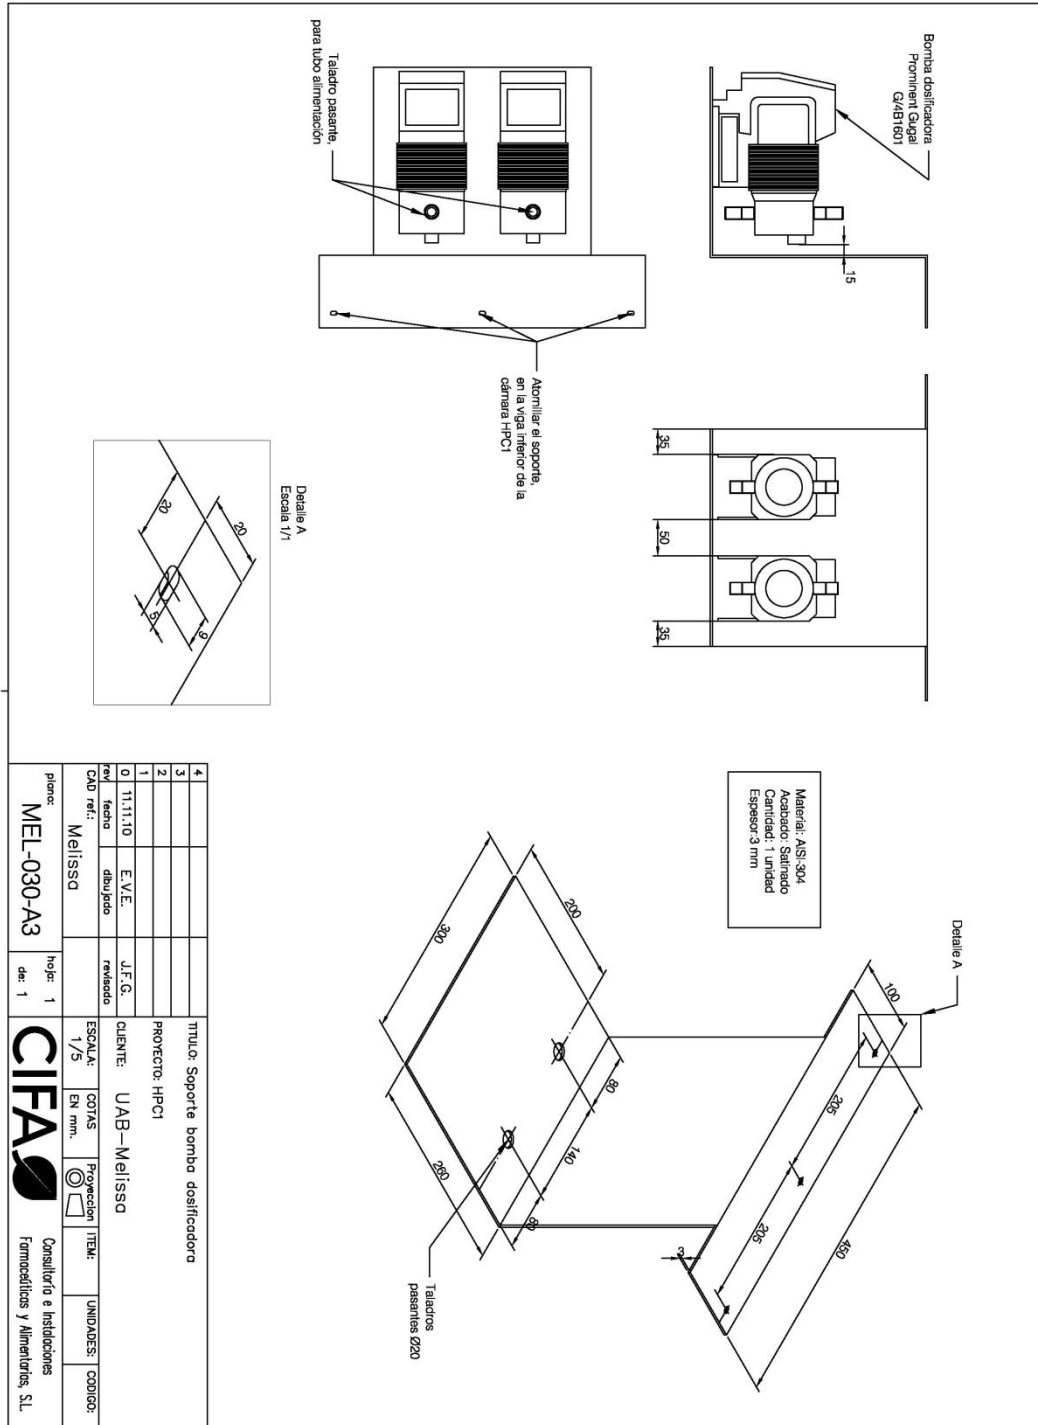 Bomba dosificadora
Prominent Gugal
G/4B1601
15
Taladro pasante,
para tubo alimentación
Atornillar el soporte,
en la viga inferior de la
cámara HPC1
35
50
35
Detalle A
Escala 1/1
20
20
5
9
Material: AISI-304
Acabado: Satinado
Cantidad: 1 unidad
Espesor:3 mm
Detalle A
100
205
205
450
3
200
300
80
140
80
260
Taladros
pasantes Ø20
4
3
2
1
0 11.11.10 E.V.E. J.F.G.
rev fecha dibujado revisado
CAD ref.:
Melissa
plano:
MEL-030-A3
hoja: 1
de: 1
TITULO: Soporte bomba dosificadora
PROYECTO: HPC1
CLIENTE: UAB-Melissa
ESCALA:
1/5
COTAS
EN mm.
Proyeccion
ITEM:
UNIDADES:
CODIGO:
CIFA
Consultoría e Instalaciones
Farmaceúticas y Alimentarias, S.L.